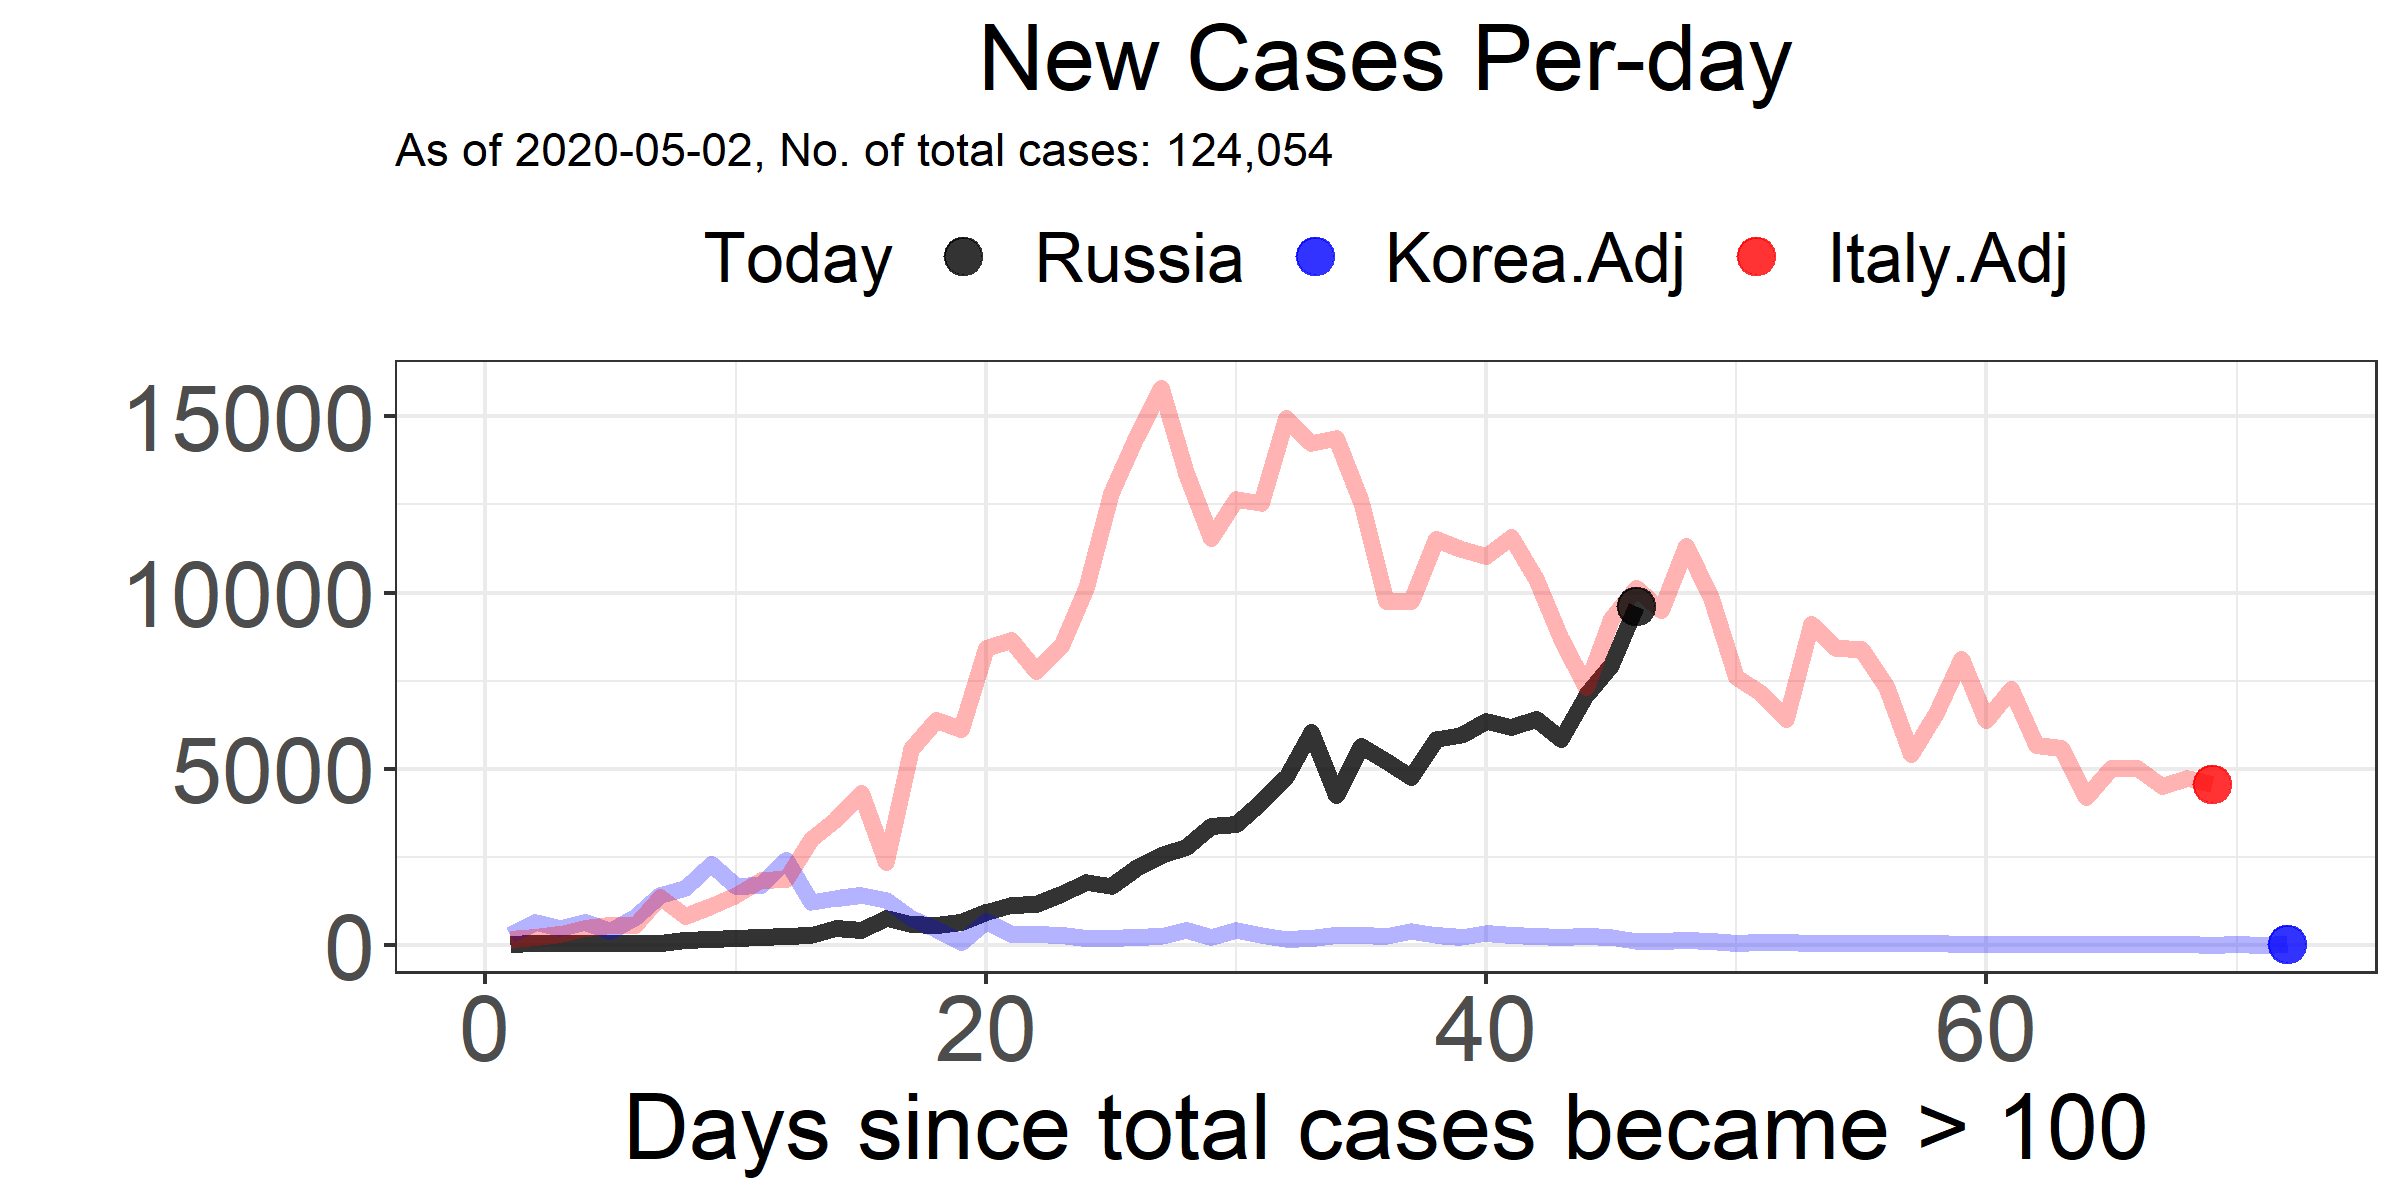 New Cases Per-day
As of 2020-05-02, No. of total cases: 124,054
Today Russia Korea.Adj Italy.Adj
15000
10000
5000
0
0 20 40 60
Days since total cases became > 100